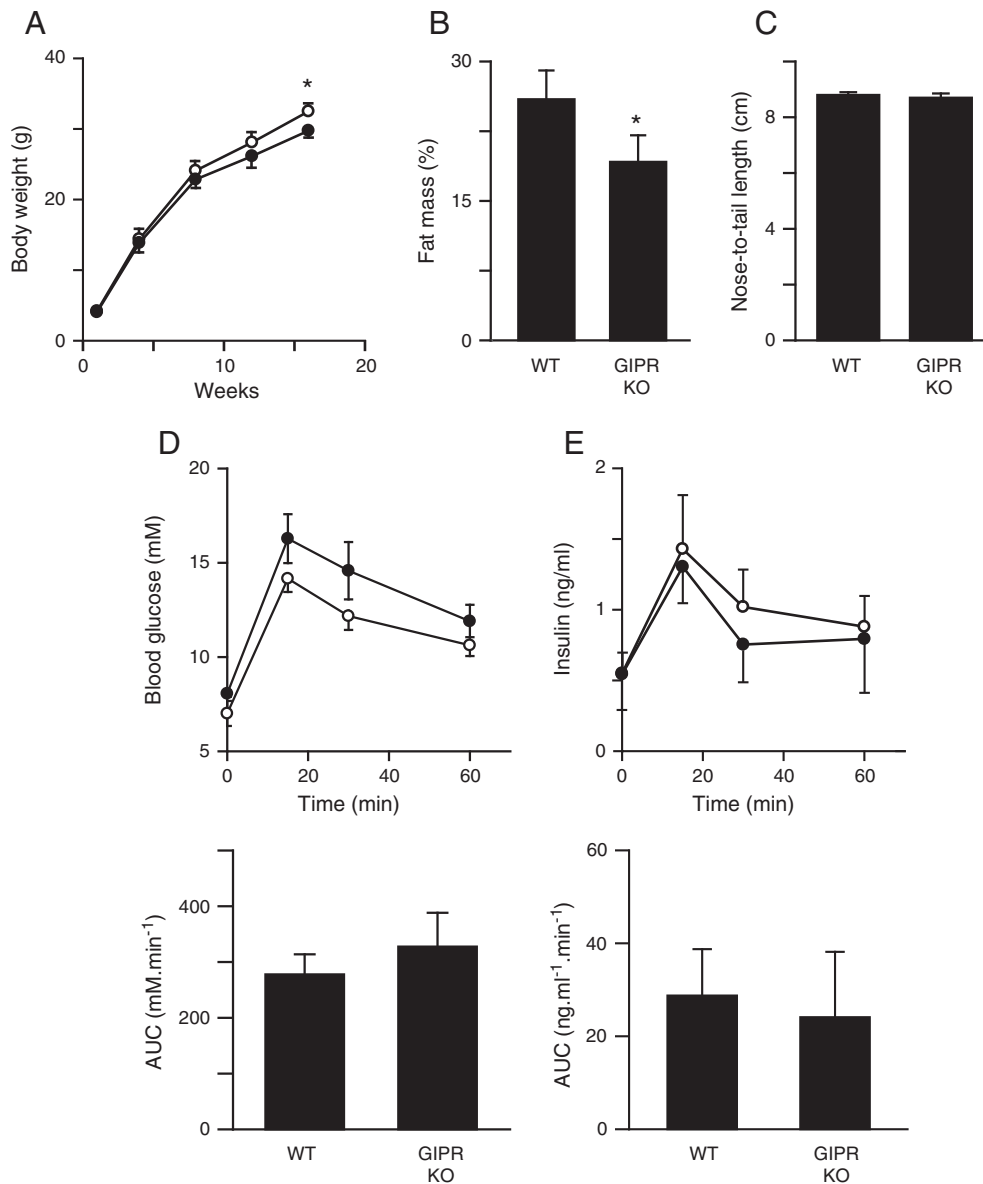 A
Body weight (g)
40
20
0
*
0
10
20
Weeks
B
Fat mass (%)
30
15
0
*
WT
GIPR
KO
C
Nose-to-tail length (cm)
8
4
0
WT
GIPR
KO
D
Blood glucose (mM)
20
15
10
5
0
20
40
60
Time (min)
E
Insulin (ng/ml)
2
1
0
0
20
40
60
Time (min)
AUC (mM.min⁻¹)
400
200
0
WT
GIPR
KO
AUC (ng.ml⁻¹.min⁻¹)
60
40
20
0
WT
GIPR
KO